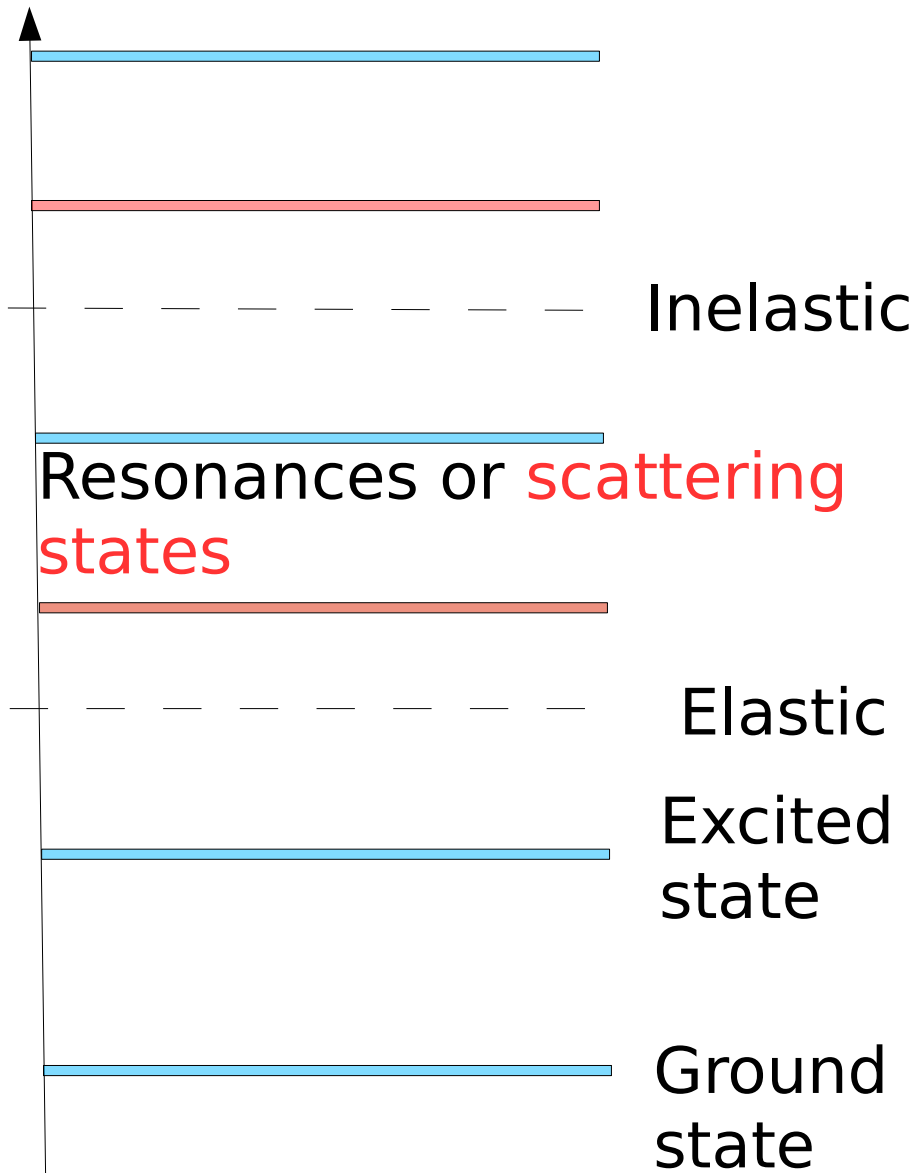 Inelastic
Resonances or scattering
states
Elastic
Excited
state
Ground
state